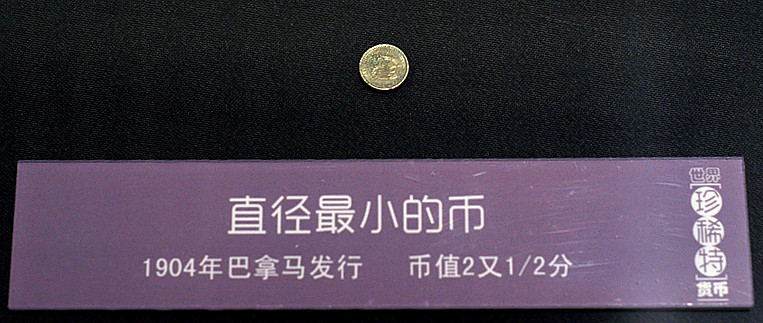 直径最小的币
1904年巴拿马发行 币值2又1/2分
世界
珍稀特
货币